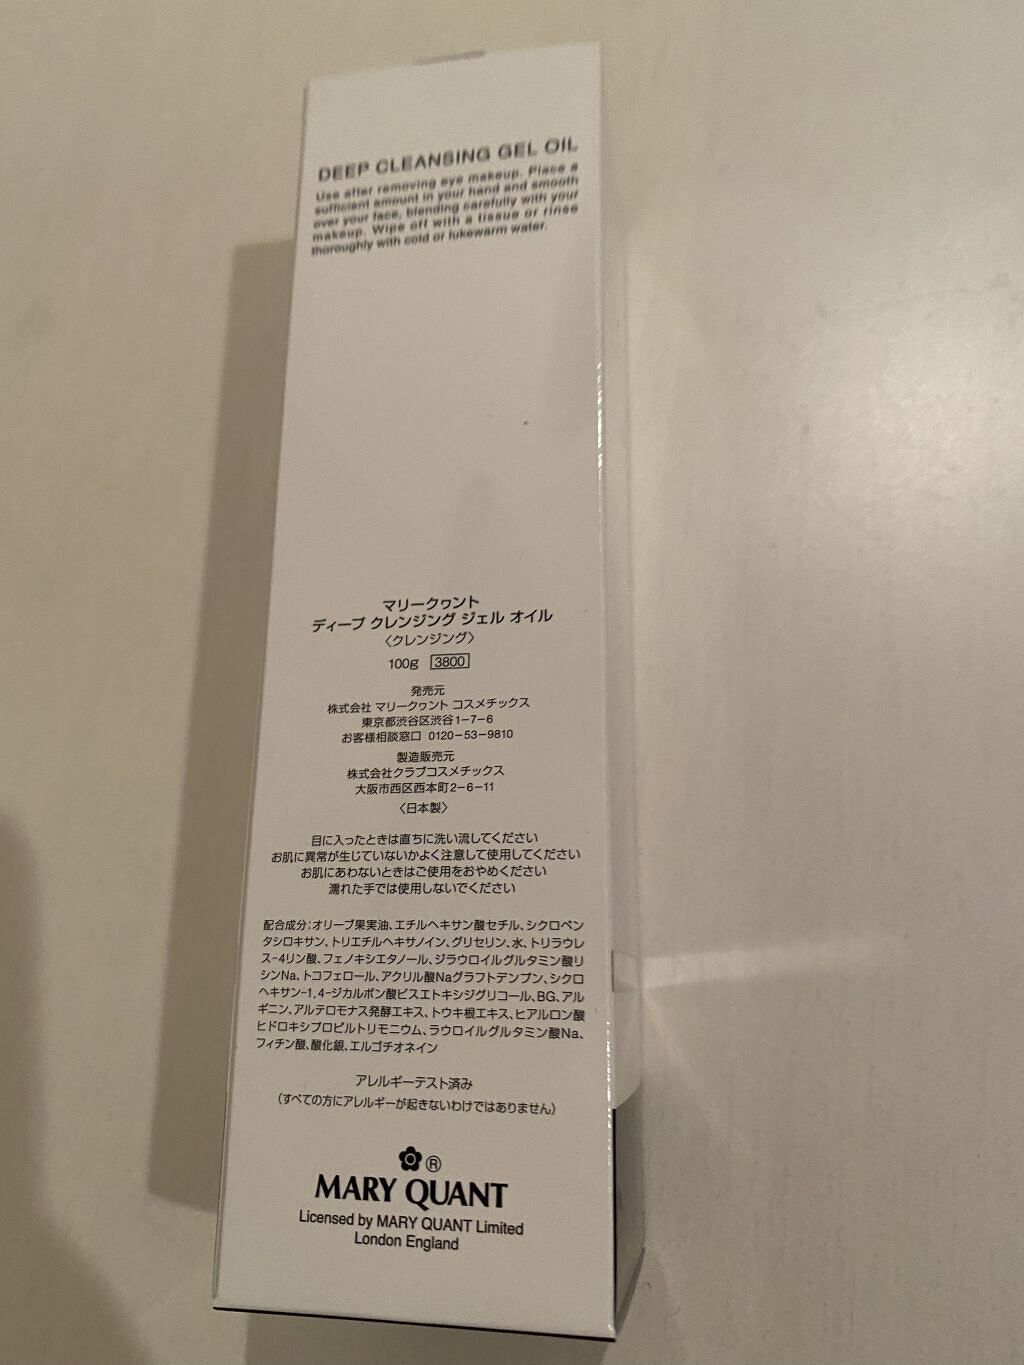 DEEP CLEANSING GEL OIL
Use after removing eye makeup. Place a
sufficient amount in your hand and smooth
over your face, blending carefully with your
makeup. Wipe off with a tissue or rinse
thoroughly with cold or lukewarm water.
マリークヮント
ディープ クレンジング ジェル オイル
〈クレンジング〉
100g 3800
発売元
株式会社 マリークヮント コスメチックス
東京都渋谷区渋谷1-7-6
お客様相談窓口 0120-53-9810
製造販売元
株式会社クラブコスメチックス
大阪市西区西本町2-6-11
〈日本製〉
目に入ったときは直ちに洗い流してください
お肌に異常が生じていないかよく注意して使用してください
お肌にあわないときはご使用をおやめください
濡れた手では使用しないでください
配合成分:オリーブ果実油、エチルヘキサン酸セチル、シクロペン
タシロキサン、トリエチルヘキサノイン、グリセリン、水、トリラウレ
ス-4リン酸、フェノキシエタノール、ジラウロイルグルタミン酸リ
シンNa、トコフェロール、アクリル酸Naグラフトデンプン、シクロ
ヘキサン-1,4-ジカルボン酸ビスエトキシジグリコール、BG、アル
ギニン、アルテロモナス発酵エキス、トウキ根エキス、ヒアルロン酸
ヒドロキシプロピルトリモニウム、ラウロイルグルタミン酸Na、
フィチン酸、酸化銀、エルゴチオネイン
アレルギーテスト済み
(すべての方にアレルギーが起きないわけではありません)
®
MARY QUANT
Licensed by MARY QUANT Limited
London England